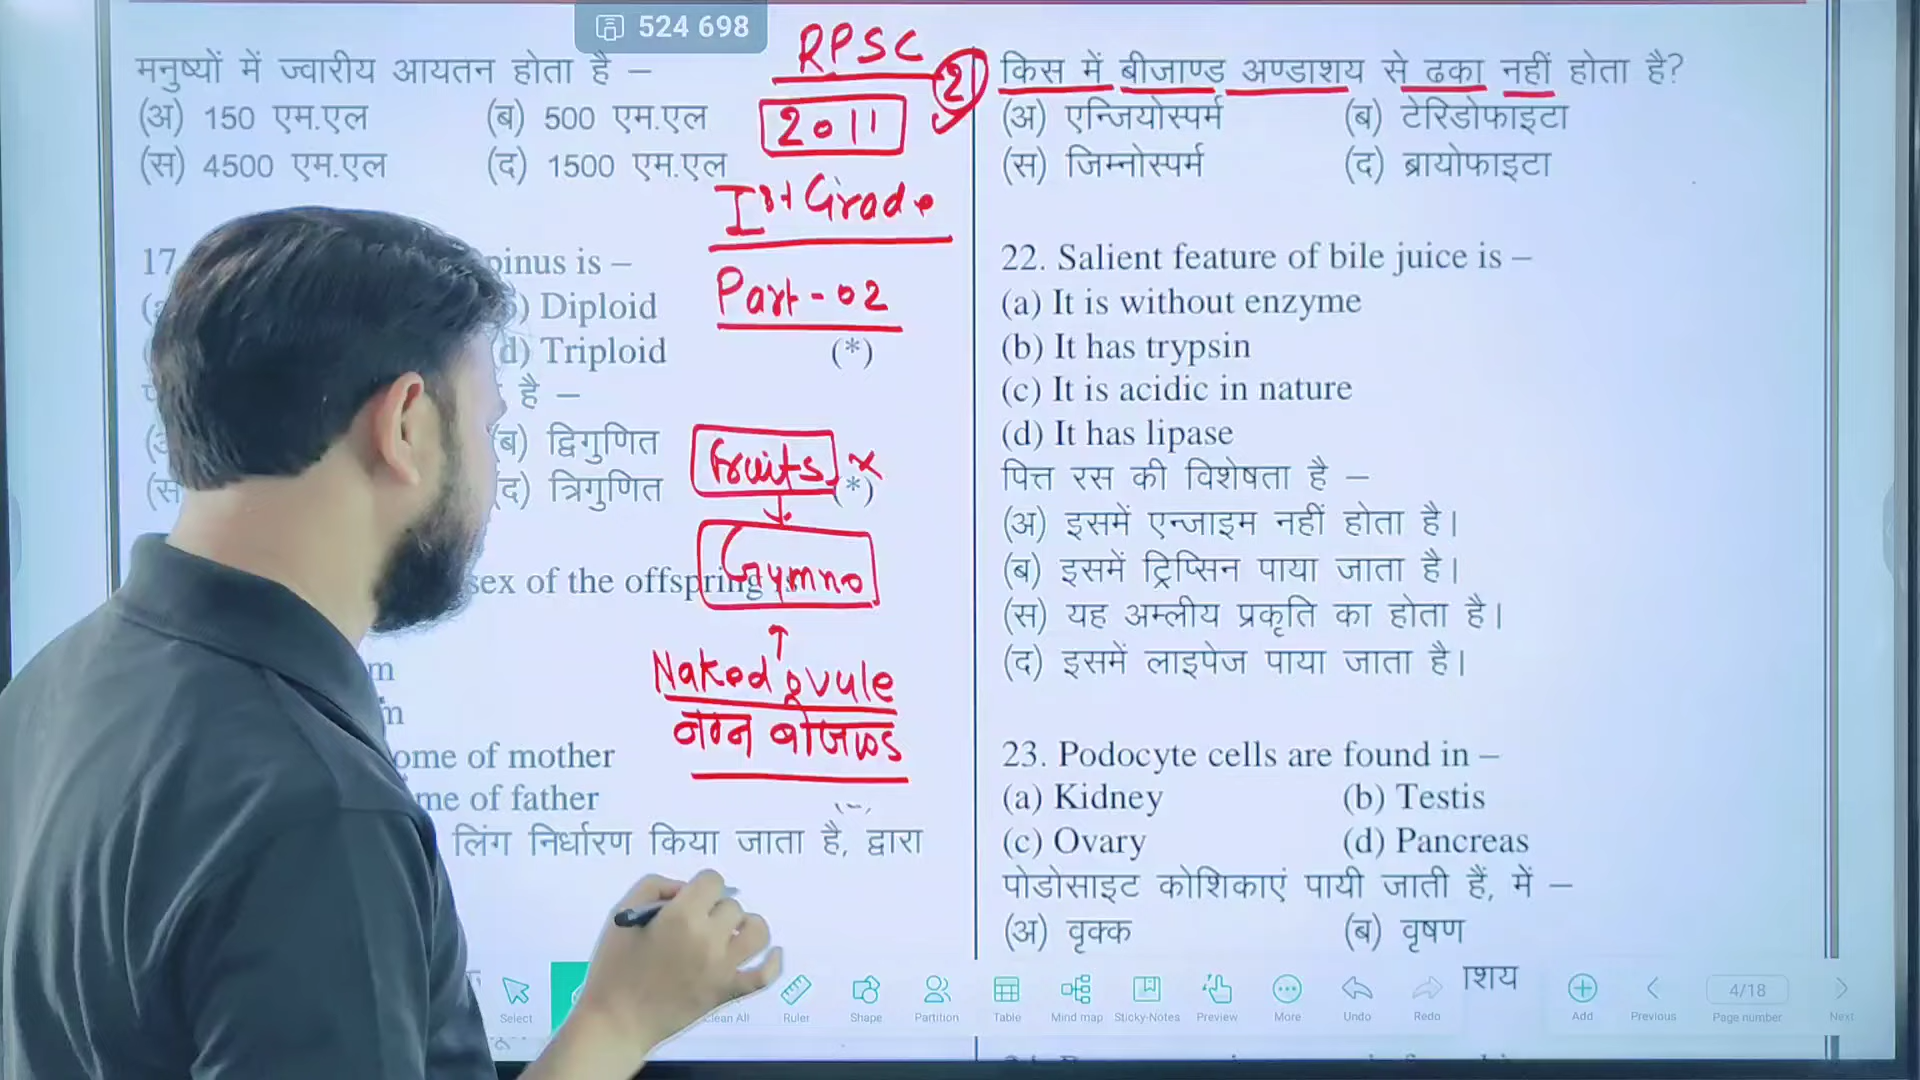 524 698
मनुष्यों में ज्वारीय आयतन होता है –
(अ) 150 एम.एल (ब) 500 एम.एल
(स) 4500 एम.एल (द) 1500 एम.एल
17 pinus is –
Diploid
(d) Triploid (*)
है –
(ब) द्विगुणित
(द) त्रिगुणित (*)
sex of the offspring is
ome of mother
me of father
लिंग निर्धारण किया जाता है, द्वारा
RPSC
2011
Ist Grade
Part-02
Fruits x
Gymno
Naked ovule
नग्न बीजाण्ड
21
किस में बीजाण्ड अण्डाशय से ढका नहीं होता है?
(अ) एन्जियोस्पर्म (ब) टेरिडोफाइटा
(स) जिम्नोस्पर्म (द) ब्रायोफाइटा
22. Salient feature of bile juice is –
(a) It is without enzyme
(b) It has trypsin
(c) It is acidic in nature
(d) It has lipase
पित्त रस की विशेषता है –
(अ) इसमें एन्जाइम नहीं होता है।
(ब) इसमें ट्रिप्सिन पाया जाता है।
(स) यह अम्लीय प्रकृति का होता है।
(द) इसमें लाइपेज पाया जाता है।
23. Podocyte cells are found in –
(a) Kidney (b) Testis
(c) Ovary (d) Pancreas
पोडोसाइट कोशिकाएं पायी जाती हैं, में –
(अ) वृक्क (ब) वृषण
ाशय
Select Clean All Ruler Shape Partition Table Mind map Sticky-Notes Preview More Undo Redo Add Previous 4/18 Page number Next